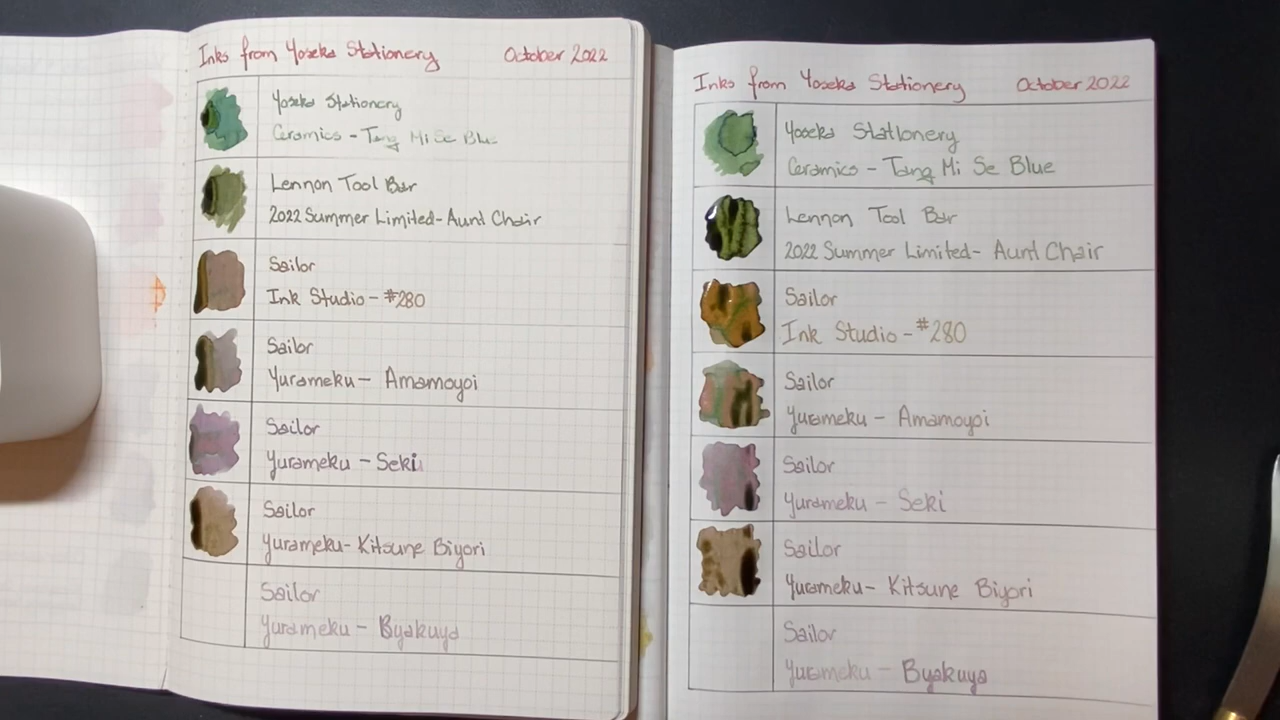 Inks from Yoseka Stationery October 2022
Yoseka Stationery
Ceramics - Tang Mi Se Blue
Lennon Tool Bar
2022 Summer Limited- Aunt Chair
Sailor
Ink Studio - #280
Sailor
Yurameku - Amamoyoi
Sailor
Yurameku - Seki
Sailor
Yurameku- Kitsune Biyori
Sailor
Yurameku - Byakuya
Inks from Yoseka Stationery October 2022
Yoseka Stationery
Ceramics - Tang Mi Se Blue
Lennon Tool Bar
2022 Summer Limited- Aunt Chair
Sailor
Ink Studio - #280
Sailor
Yurameku - Amamoyoi
Sailor
Yurameku - Seki
Sailor
Yurameku- Kitsune Biyori
Sailor
Yurameku - Byakuya